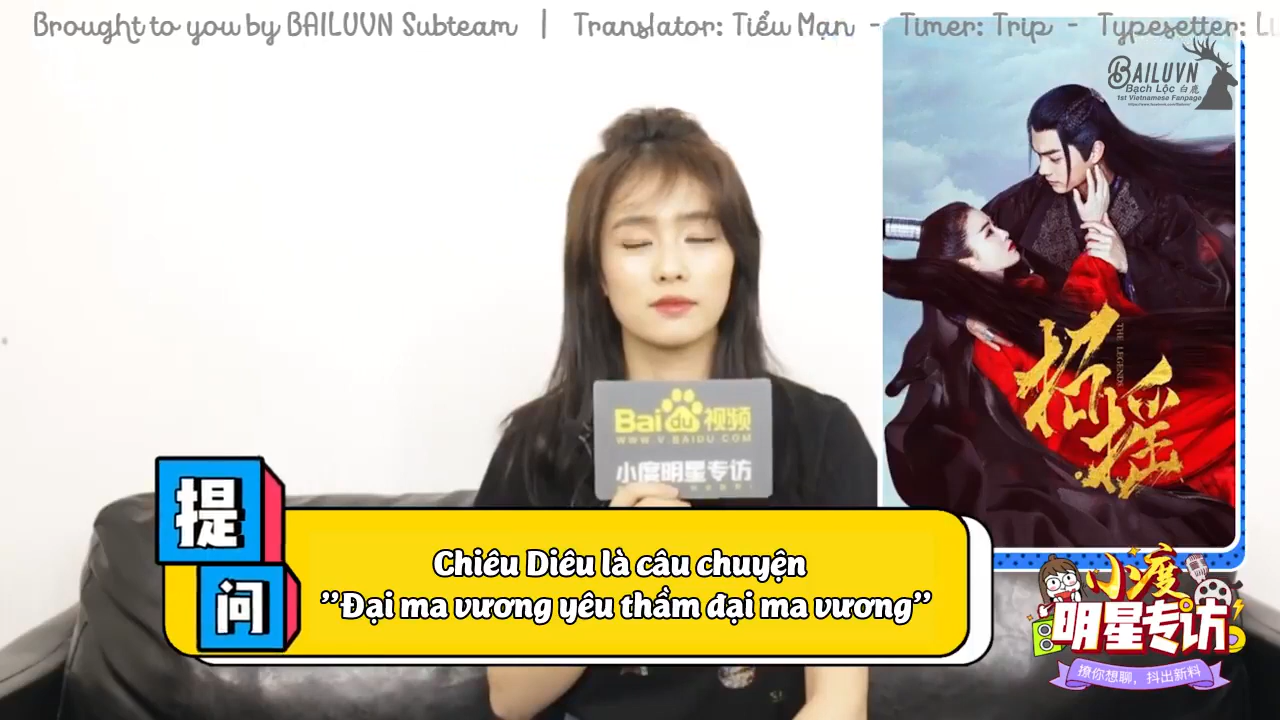 Brought to you by BAILUVN Subteam | Translator: Tiểu Mạn - Timer: Trip - Typesetter: L
BAILUVN
Bạch Lộc 白鹿
1st Vietnamese Fanpage
THE LEGENDS
招摇
Baidu视频
WWW.V.BAIDU.COM
小度明星专访
提问
Chiêu Diêu là câu chuyện
"Đại ma vương yêu thầm đại ma vương"
小度
明星专访
撩你想聊，抖出新料